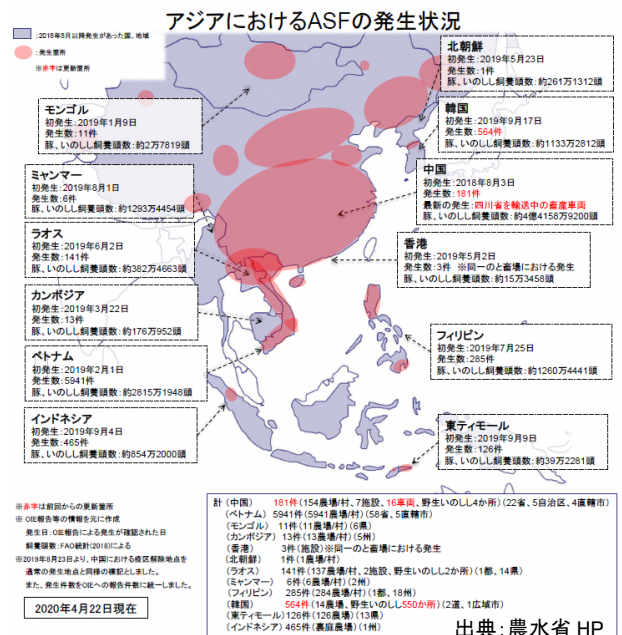 アジアにおけるASFの発生状況
：2018年8月以降発生があった国、地域
：発生箇所
※赤字は更新箇所
北朝鮮
初発生：2019年5月23日
発生数：1件
豚、いのしし飼養頭数：約261万1312頭
韓国
初発生：2019年9月17日
発生数：564件
豚、いのしし飼養頭数：約1133万2812頭
中国
初発生：2018年8月3日
発生数：181件
最新の発生：四川省を輸送中の畜産車両
豚、いのしし飼養頭数：約4億4158万9200頭
香港
初発生：2019年5月2日
発生数：3件 ※同一のと畜場における発生
豚、いのしし飼養頭数：約15万3458頭
フィリピン
初発生：2019年7月25日
発生数：285件
豚、いのしし飼養頭数：約1260万4441頭
東ティモール
初発生：2019年9月9日
発生数：126件
豚、いのしし飼養頭数：約39万2281頭
モンゴル
初発生：2019年1月9日
発生数：11件
豚、いのしし飼養頭数：約2万7819頭
ミャンマー
初発生：2019年8月1日
発生数：6件
豚、いのしし飼養頭数：約1293万4454頭
ラオス
初発生：2019年6月2日
発生数：141件
豚、いのしし飼養頭数：約382万4663頭
カンボジア
初発生：2019年3月22日
発生数：13件
豚、いのしし飼養頭数：約176万952頭
ベトナム
初発生：2019年2月1日
発生数：5941件
豚、いのしし飼養頭数：約2815万1948頭
インドネシア
初発生：2019年9月4日
発生数：465件
豚、いのしし飼養頭数：約854万2000頭
※赤字は前回からの更新箇所
※ OIE報告等の情報を元に作成
発生日：OIE報告による発生が確認された日
飼養頭数：FAO統計(2018)による
※2019年8月23日より、中国における疫区解除地点を
通常の発生地点と同様の標記としました。
また、発生件数をOIEへの報告件数に統一しました。
2020年4月22日現在
計（中国） 181件（154農場/村、7施設、16車両、野生いのしし4か所）（22省、5自治区、4直轄市）
（ベトナム） 5941件（5941農場/村）（58省、5直轄市）
（モンゴル） 11件（11農場）（6県）
（カンボジア）13件（13農場）（5州）
（香港） 3件（施設）※同一のと畜場における発生
（北朝鮮） 1件（1農場）
（ラオス） 141件（137農場、2施設、野生いのしし2か所）（1都、14県）
（ミャンマー） 6件（6農場）（2州）
（フィリピン） 285件（284農場/村）（1都、18州）
（韓国） 564件（14農場、野生いのしし550か所）（2道、1広域市）
（東ティモール）126件（126農場）（13県）
（インドネシア）465件（裏庭農場）（1州）
出典：農水省 HP